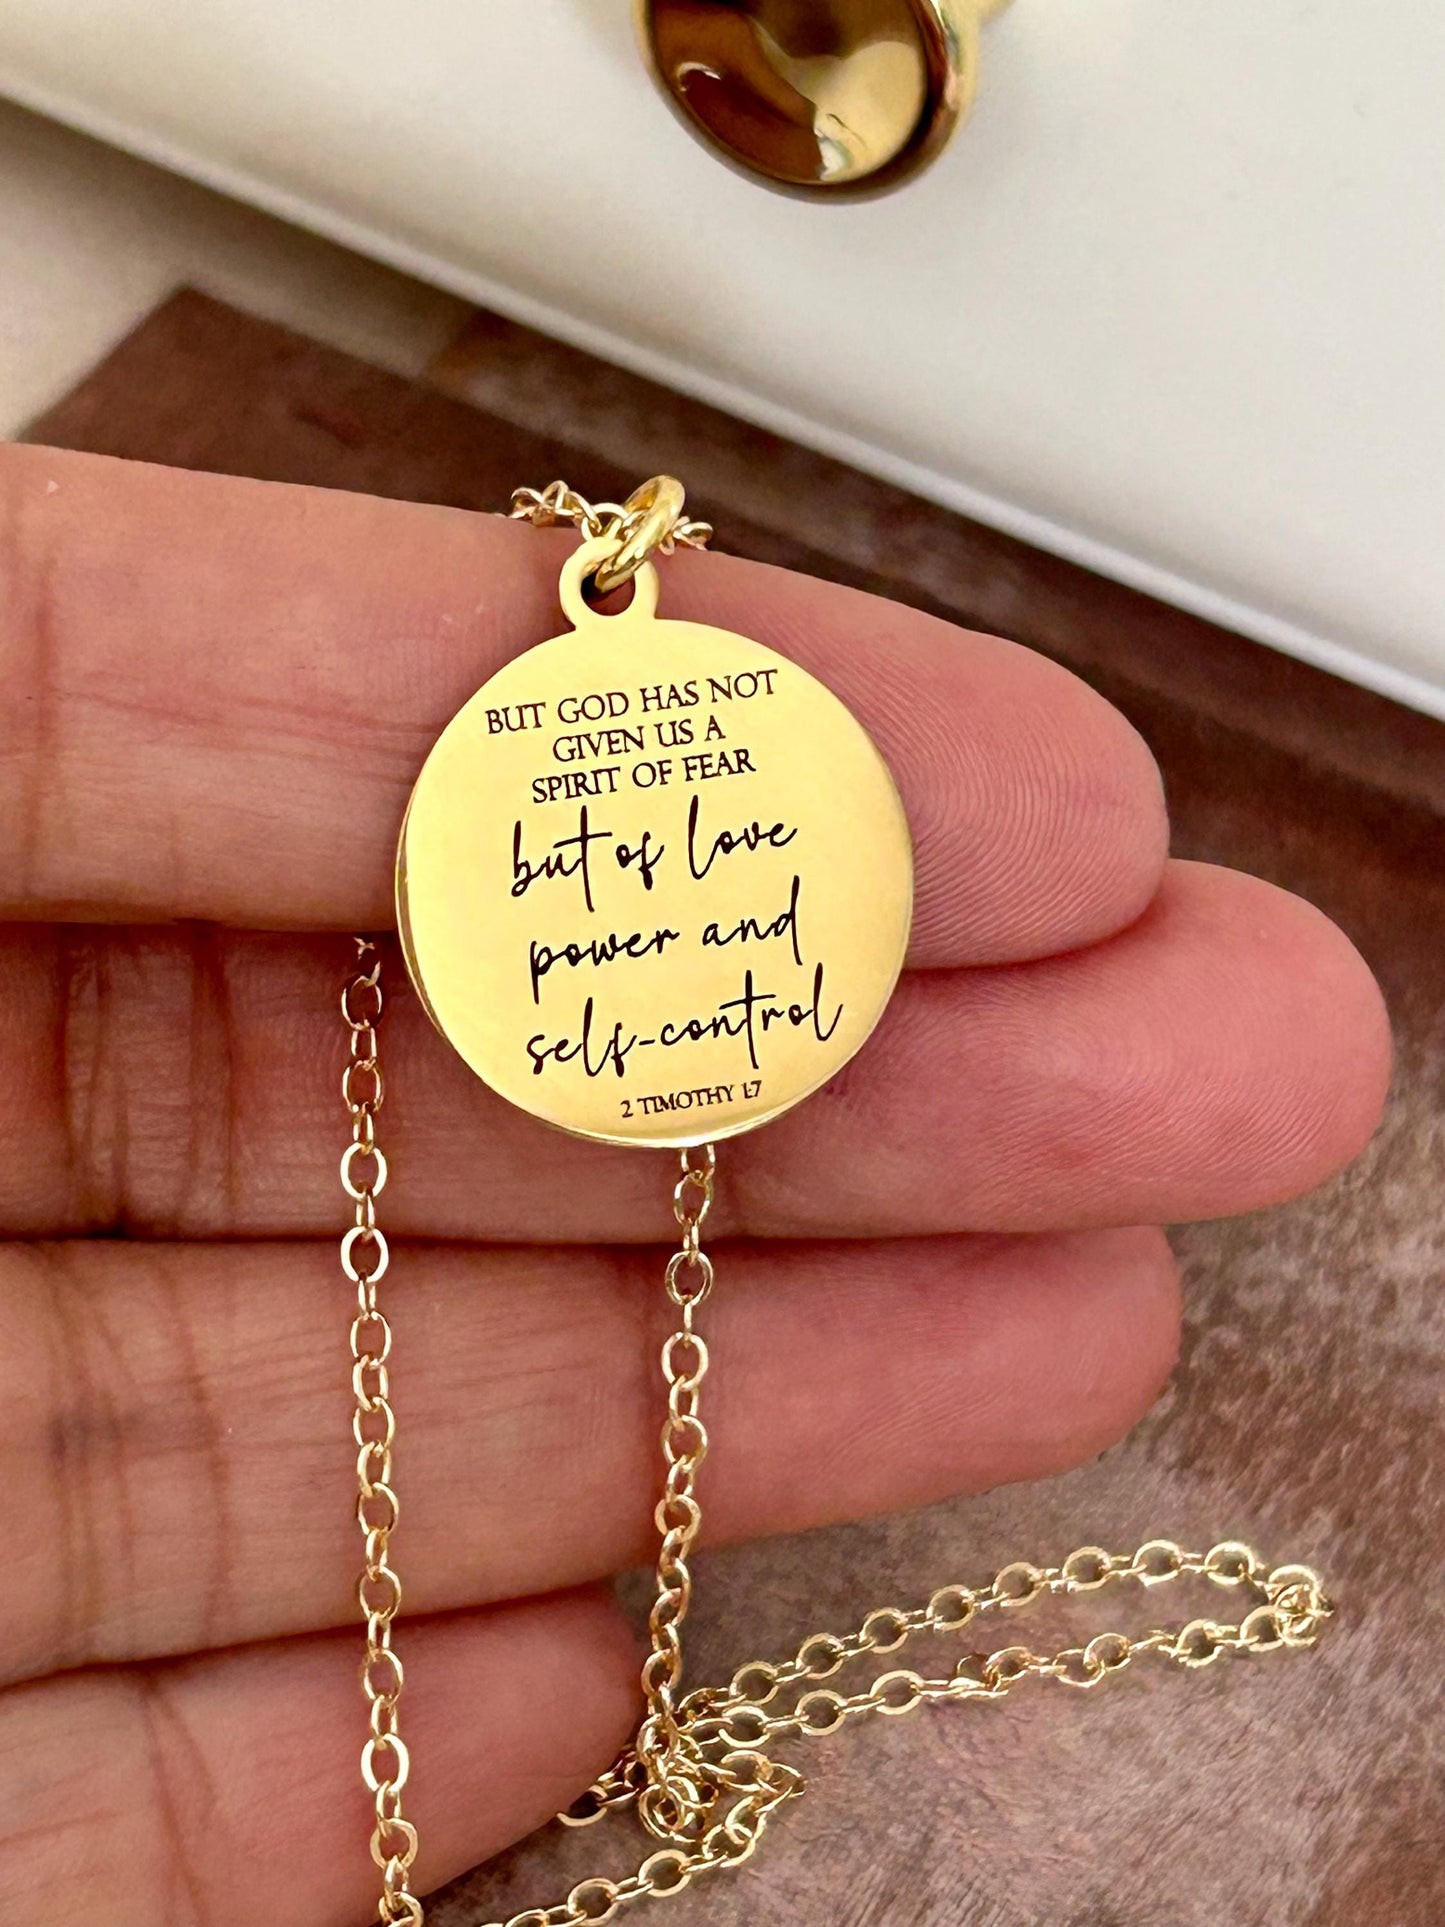 BUT GOD HAS NOT
GIVEN US A
SPIRIT OF FEAR
but of love
power and
self-control
2 TIMOTHY 1:7